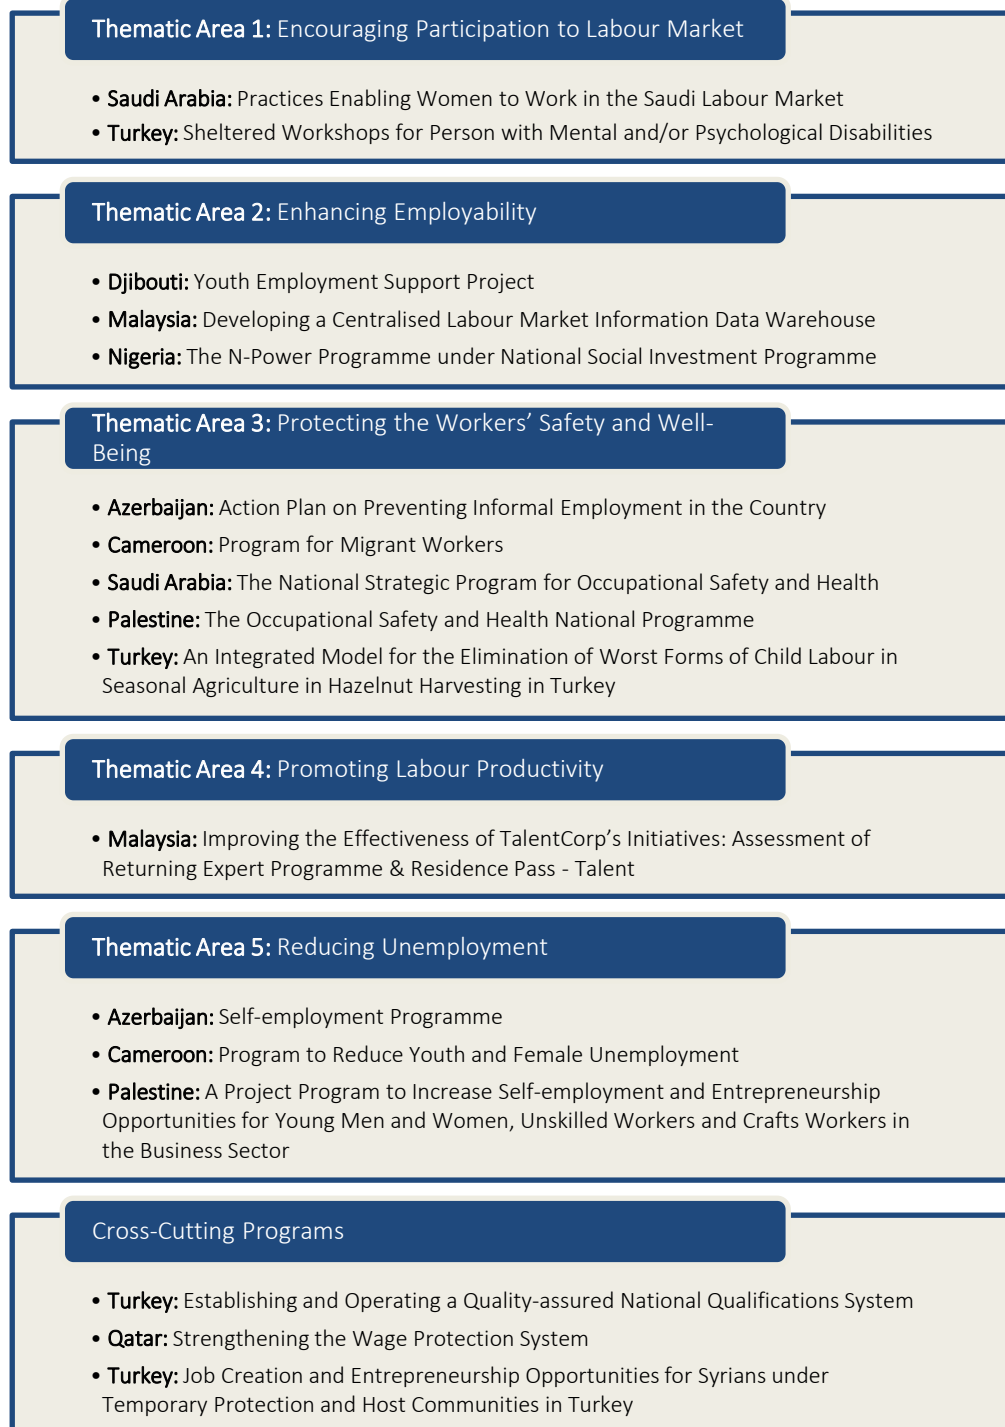 Thematic Area 1: Encouraging Participation to Labour Market
• Saudi Arabia: Practices Enabling Women to Work in the Saudi Labour Market
• Turkey: Sheltered Workshops for Person with Mental and/or Psychological Disabilities
Thematic Area 2: Enhancing Employability
• Djibouti: Youth Employment Support Project
• Malaysia: Developing a Centralised Labour Market Information Data Warehouse
• Nigeria: The N-Power Programme under National Social Investment Programme
Thematic Area 3: Protecting the Workers’ Safety and Well-
Being
• Azerbaijan: Action Plan on Preventing Informal Employment in the Country
• Cameroon: Program for Migrant Workers
• Saudi Arabia: The National Strategic Program for Occupational Safety and Health
• Palestine: The Occupational Safety and Health National Programme
• Turkey: An Integrated Model for the Elimination of Worst Forms of Child Labour in
Seasonal Agriculture in Hazelnut Harvesting in Turkey
Thematic Area 4: Promoting Labour Productivity
• Malaysia: Improving the Effectiveness of TalentCorp’s Initiatives: Assessment of
Returning Expert Programme & Residence Pass - Talent
Thematic Area 5: Reducing Unemployment
• Azerbaijan: Self-employment Programme
• Cameroon: Program to Reduce Youth and Female Unemployment
• Palestine: A Project Program to Increase Self-employment and Entrepreneurship
Opportunities for Young Men and Women, Unskilled Workers and Crafts Workers in
the Business Sector
Cross-Cutting Programs
• Turkey: Establishing and Operating a Quality-assured National Qualifications System
• Qatar: Strengthening the Wage Protection System
• Turkey: Job Creation and Entrepreneurship Opportunities for Syrians under
Temporary Protection and Host Communities in Turkey